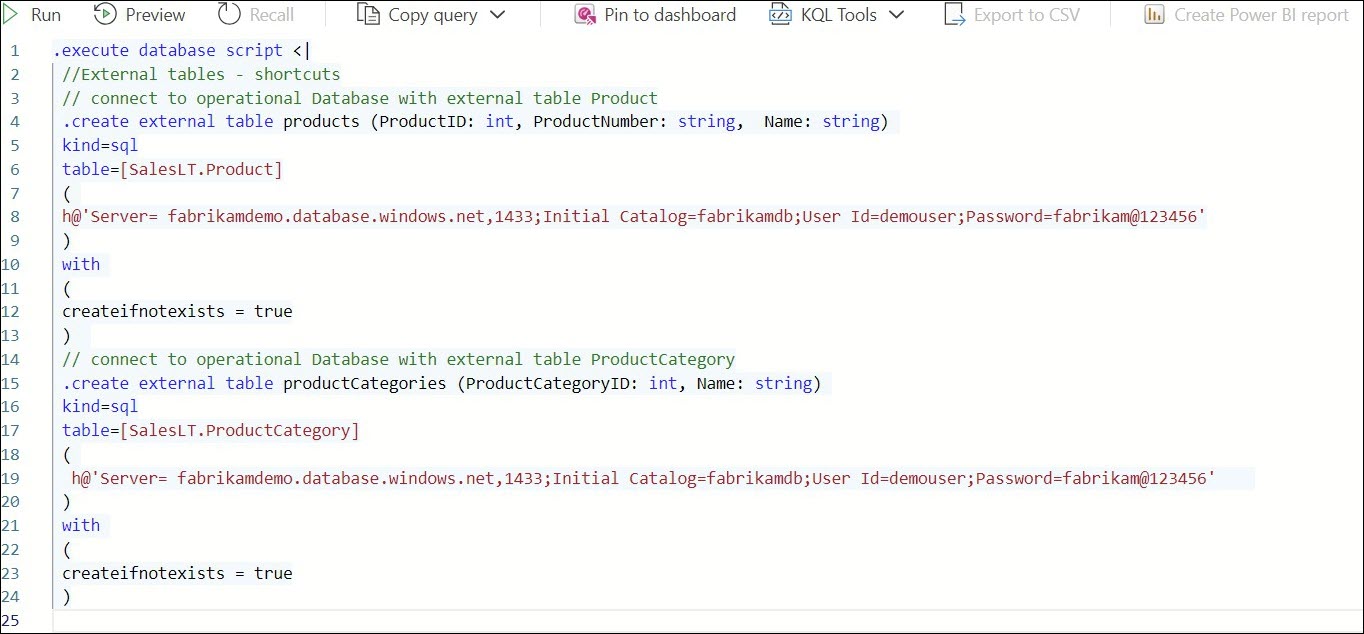 Run Preview Recall Copy query Pin to dashboard KQL Tools Export to CSV Create Power BI report
1 .execute database script <|
2 //External tables - shortcuts
3 // connect to operational Database with external table Product
4 .create external table products (ProductID: int, ProductNumber: string,  Name: string)
5 kind=sql
6 table=[SalesLT.Product]
7 (
8 h@'Server= fabrikamdemo.database.windows.net,1433;Initial Catalog=fabrikamdb;User Id=demouser;Password=fabrikam@123456'
9 )
10 with
11 (
12 createifnotexists = true
13 )
14 // connect to operational Database with external table ProductCategory
15 .create external table productCategories (ProductCategoryID: int, Name: string)
16 kind=sql
17 table=[SalesLT.ProductCategory]
18 (
19 h@'Server= fabrikamdemo.database.windows.net,1433;Initial Catalog=fabrikamdb;User Id=demouser;Password=fabrikam@123456'
20 )
21 with
22 (
23 createifnotexists = true
24 )
25